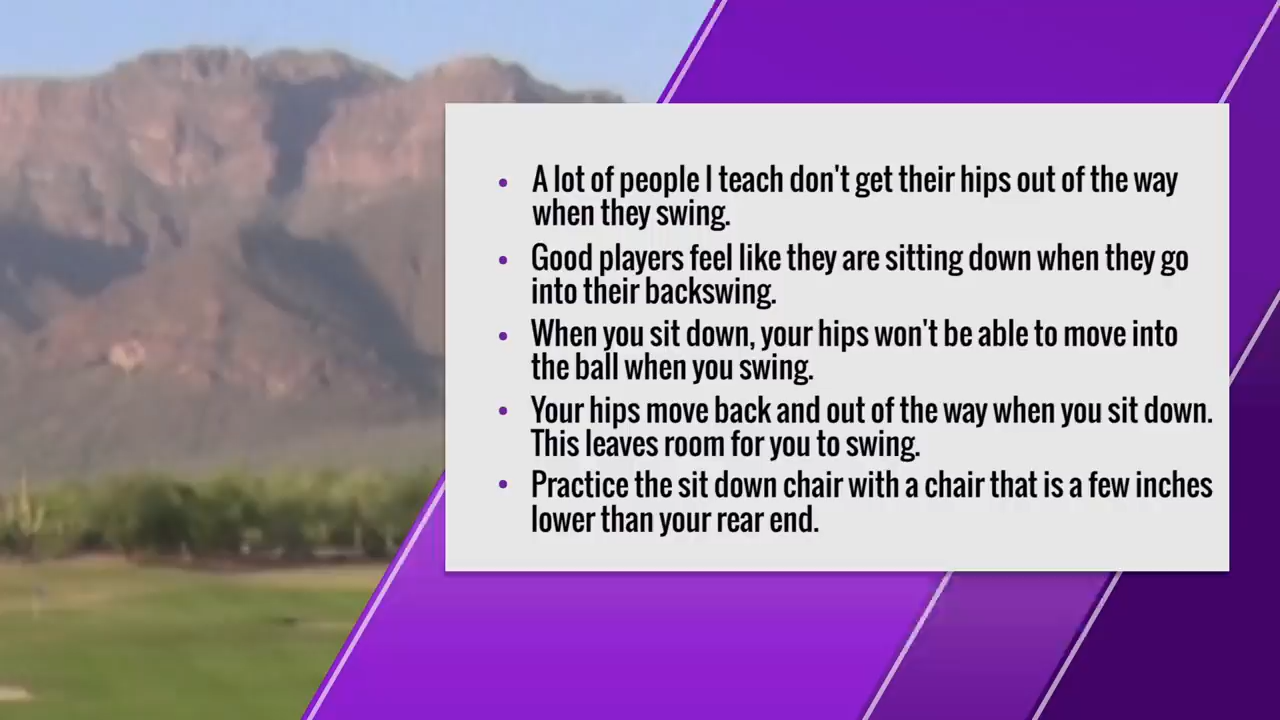 • A lot of people I teach don't get their hips out of the way
when they swing.
• Good players feel like they are sitting down when they go
into their backswing.
• When you sit down, your hips won't be able to move into
the ball when you swing.
• Your hips move back and out of the way when you sit down.
This leaves room for you to swing.
• Practice the sit down chair with a chair that is a few inches
lower than your rear end.